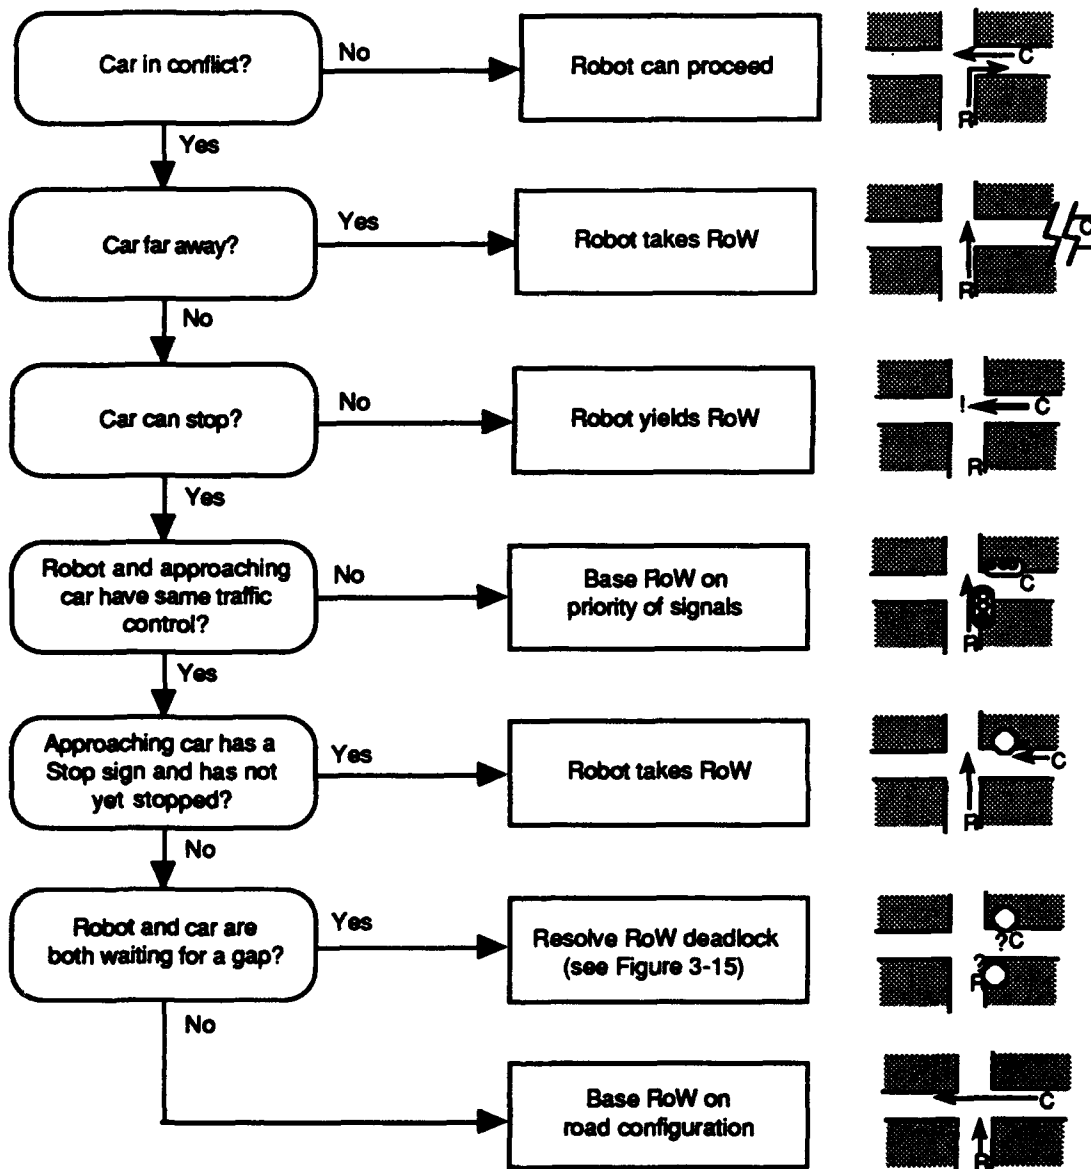 Car in conflict?
No
Robot can proceed
C
R
Yes
Car far away?
Yes
Robot takes RoW
C
R
No
Car can stop?
No
Robot yields RoW
!
C
R
Yes
Robot and approaching
car have same traffic
control?
No
Base RoW on
priority of signals
C
R
Yes
Approaching car has a
Stop sign and has not
yet stopped?
Yes
Robot takes RoW
C
R
No
Robot and car are
both waiting for a gap?
Yes
Resolve RoW deadlock
(see Figure 3-15)
?C
?
R
No
Base RoW on
road configuration
C
R